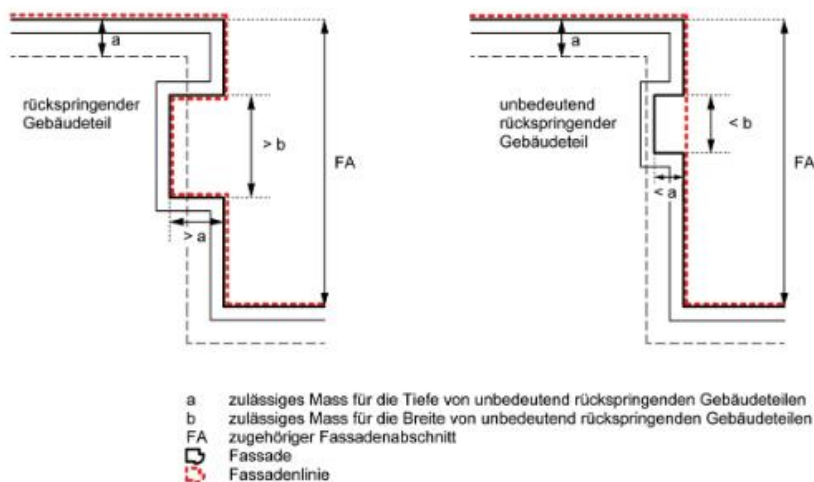 a
rückspringender
Gebäudeteil
> b
FA
> a
a
unbedeutend
rückspringender
Gebäudeteil
< b
FA
< a
a zulässiges Mass für die Tiefe von unbedeutend rückspringenden Gebäudeteilen
b zulässiges Mass für die Breite von unbedeutend rückspringenden Gebäudeteilen
FA zugehöriger Fassadenabschnitt
Fassade
Fassadenlinie